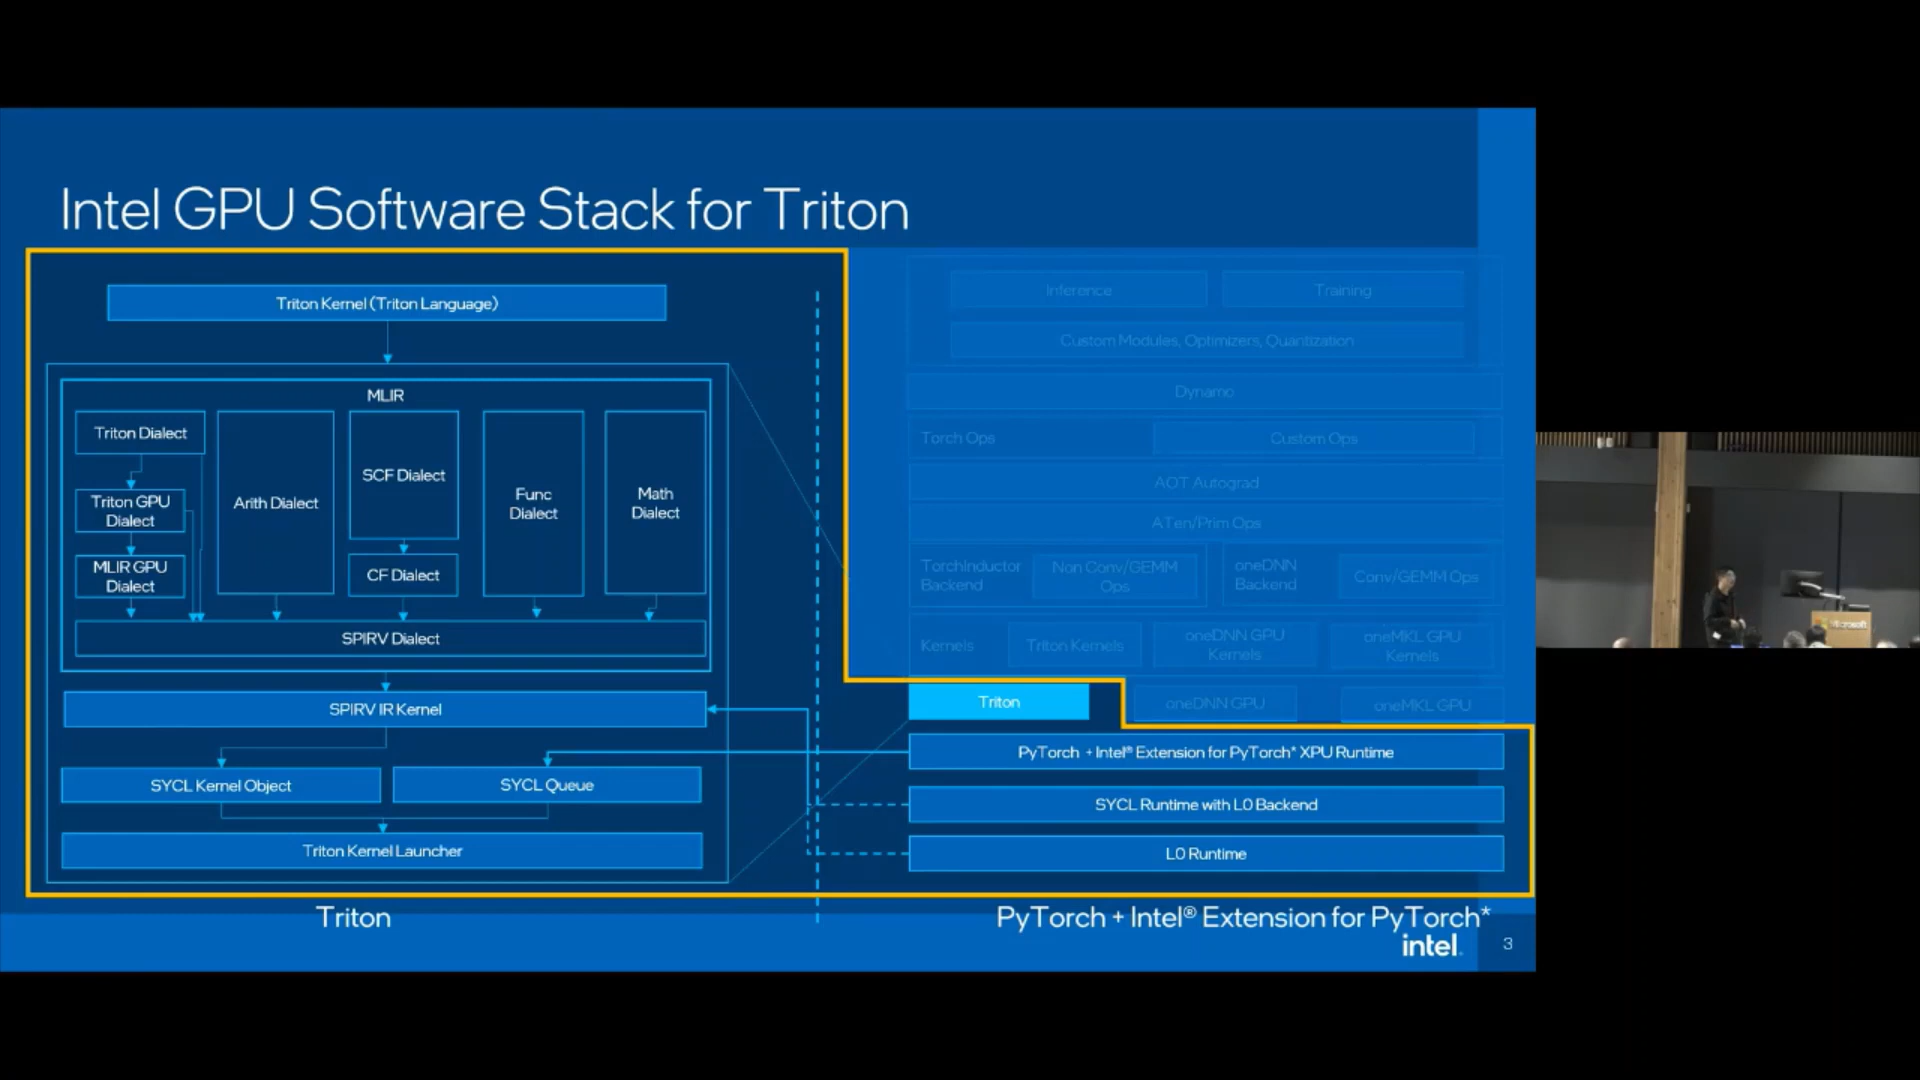 Intel GPU Software Stack for Triton
Triton Kernel (Triton Language)
MLIR
Triton Dialect
Triton GPU
Dialect
MLIR GPU
Dialect
Arith Dialect
SCF Dialect
CF Dialect
Func
Dialect
Math
Dialect
SPIRV Dialect
SPIRV IR Kernel
SYCL Kernel Object
SYCL Queue
Triton Kernel Launcher
Triton
Inference
Training
Custom Modules, Optimizers, Quantization
Dynamo
Torch Ops
Custom Ops
AOT Autograd
ATen/Prim Ops
TorchInductor
Backend
Non Conv/GEMM
Ops
oneDNN
Backend
Conv/GEMM Ops
Kernels
Triton Kernels
oneDNN GPU
Kernels
oneMKL GPU
Kernels
Triton
oneDNN GPU
oneMKL GPU
PyTorch + Intel® Extension for PyTorch* XPU Runtime
SYCL Runtime with L0 Backend
L0 Runtime
PyTorch + Intel® Extension for PyTorch*
intel.
3
Microsoft